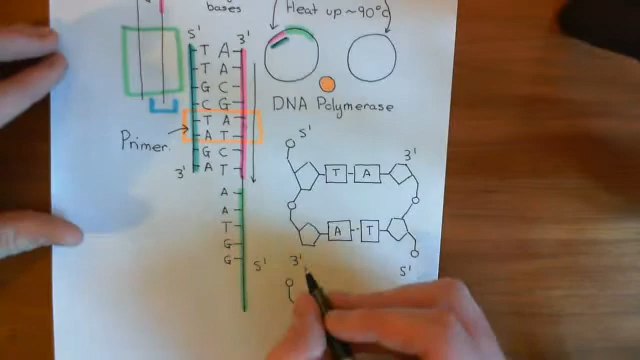 bases
Heat up ~90°c
5' 3'
T A
T A
G C
C G
T A
A T
G C
A T
A
A
T
G
G
Primer
3'
5'
DNA Polymerase
5'
3'
T A
A T
3'
5'